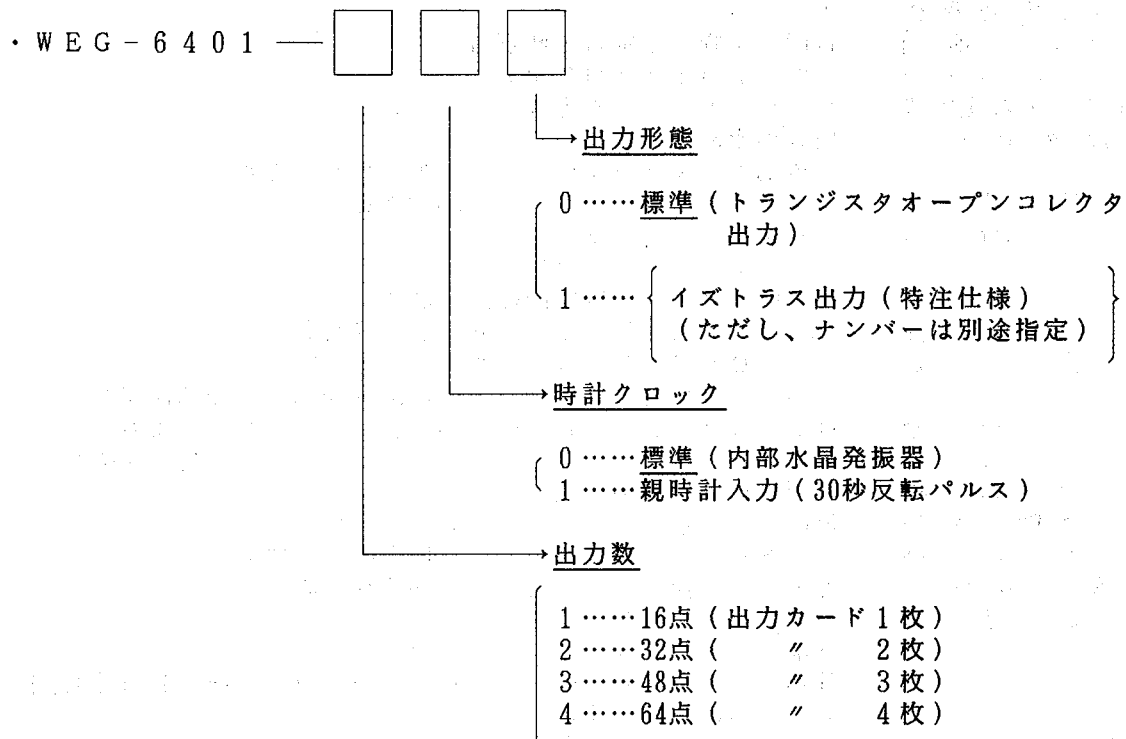 ・WEG-6401 ― □ □ □
出力形態
0……標準(トランジスタオープンコレクタ
出力)
1……イズトラス出力(特注仕様)
(ただし、ナンバーは別途指定)
時計クロック
0……標準(内部水晶発振器)
1……親時計入力(30秒反転パルス)
出力数
1……16点(出力カード1枚)
2……32点( 〃 2枚)
3……48点( 〃 3枚)
4……64点( 〃 4枚)